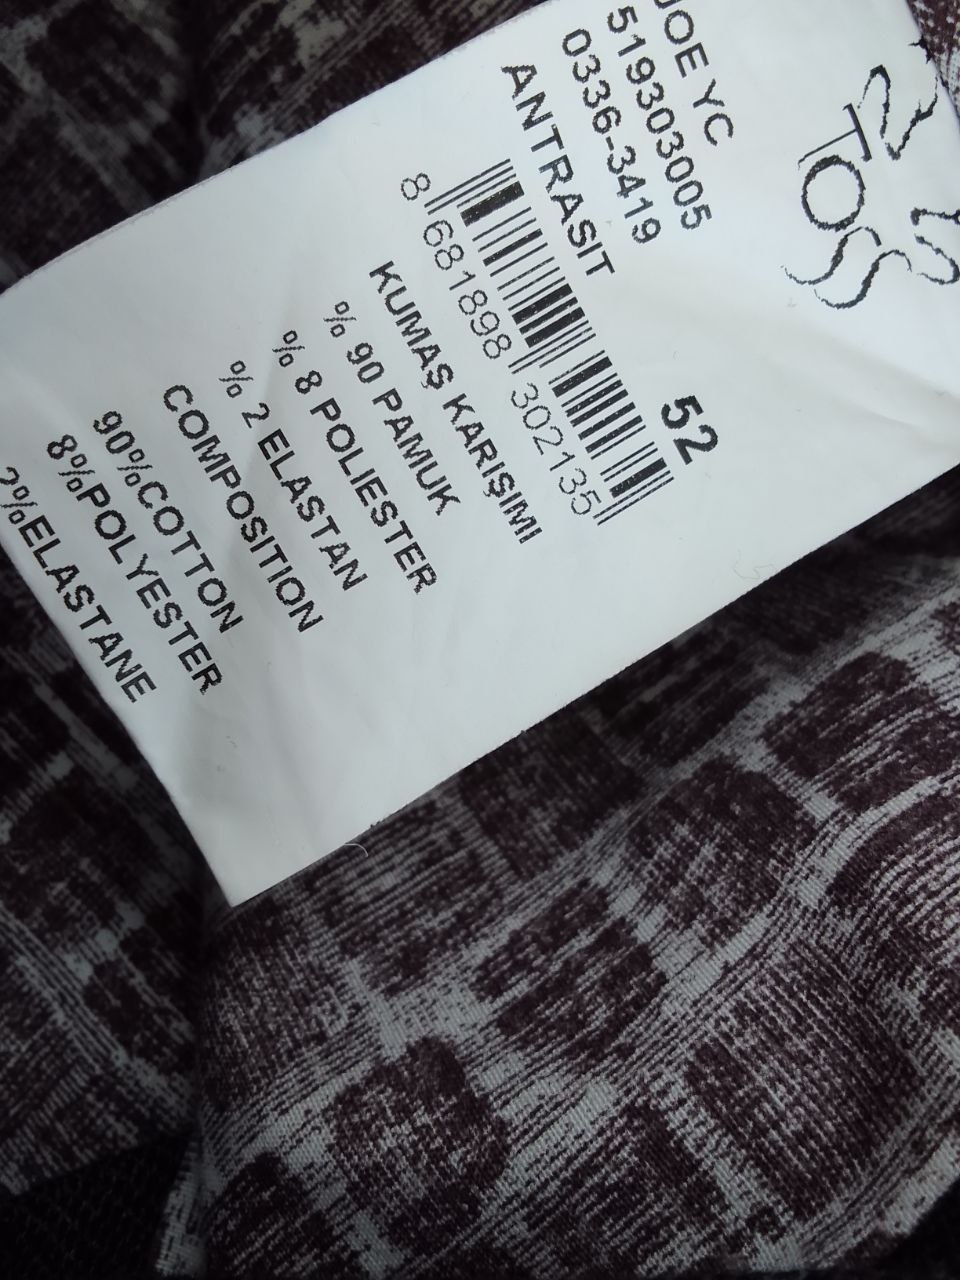 TOSS
JOE YC
519303005
0336-3419
ANTRASIT
52
8 681898 302135
KUMAŞ KARIŞIMI
% 90 PAMUK
% 8 POLIESTER
% 2 ELASTAN
COMPOSITION
90%COTTON
8%POLYESTER
2%ELASTANE